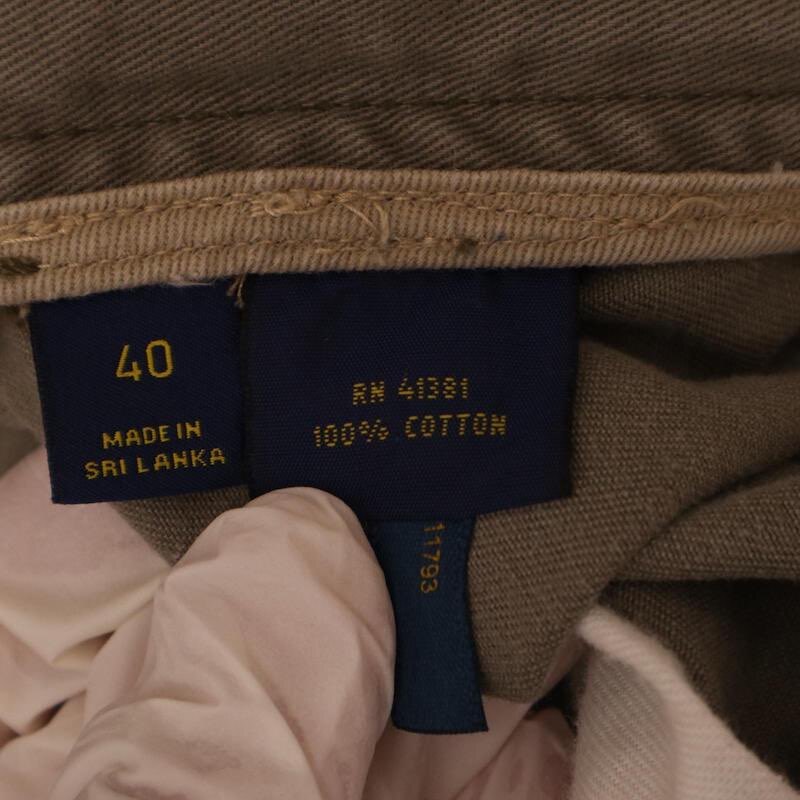 40
MADE IN
SRI LANKA
RN 41381
100% COTTON
11793